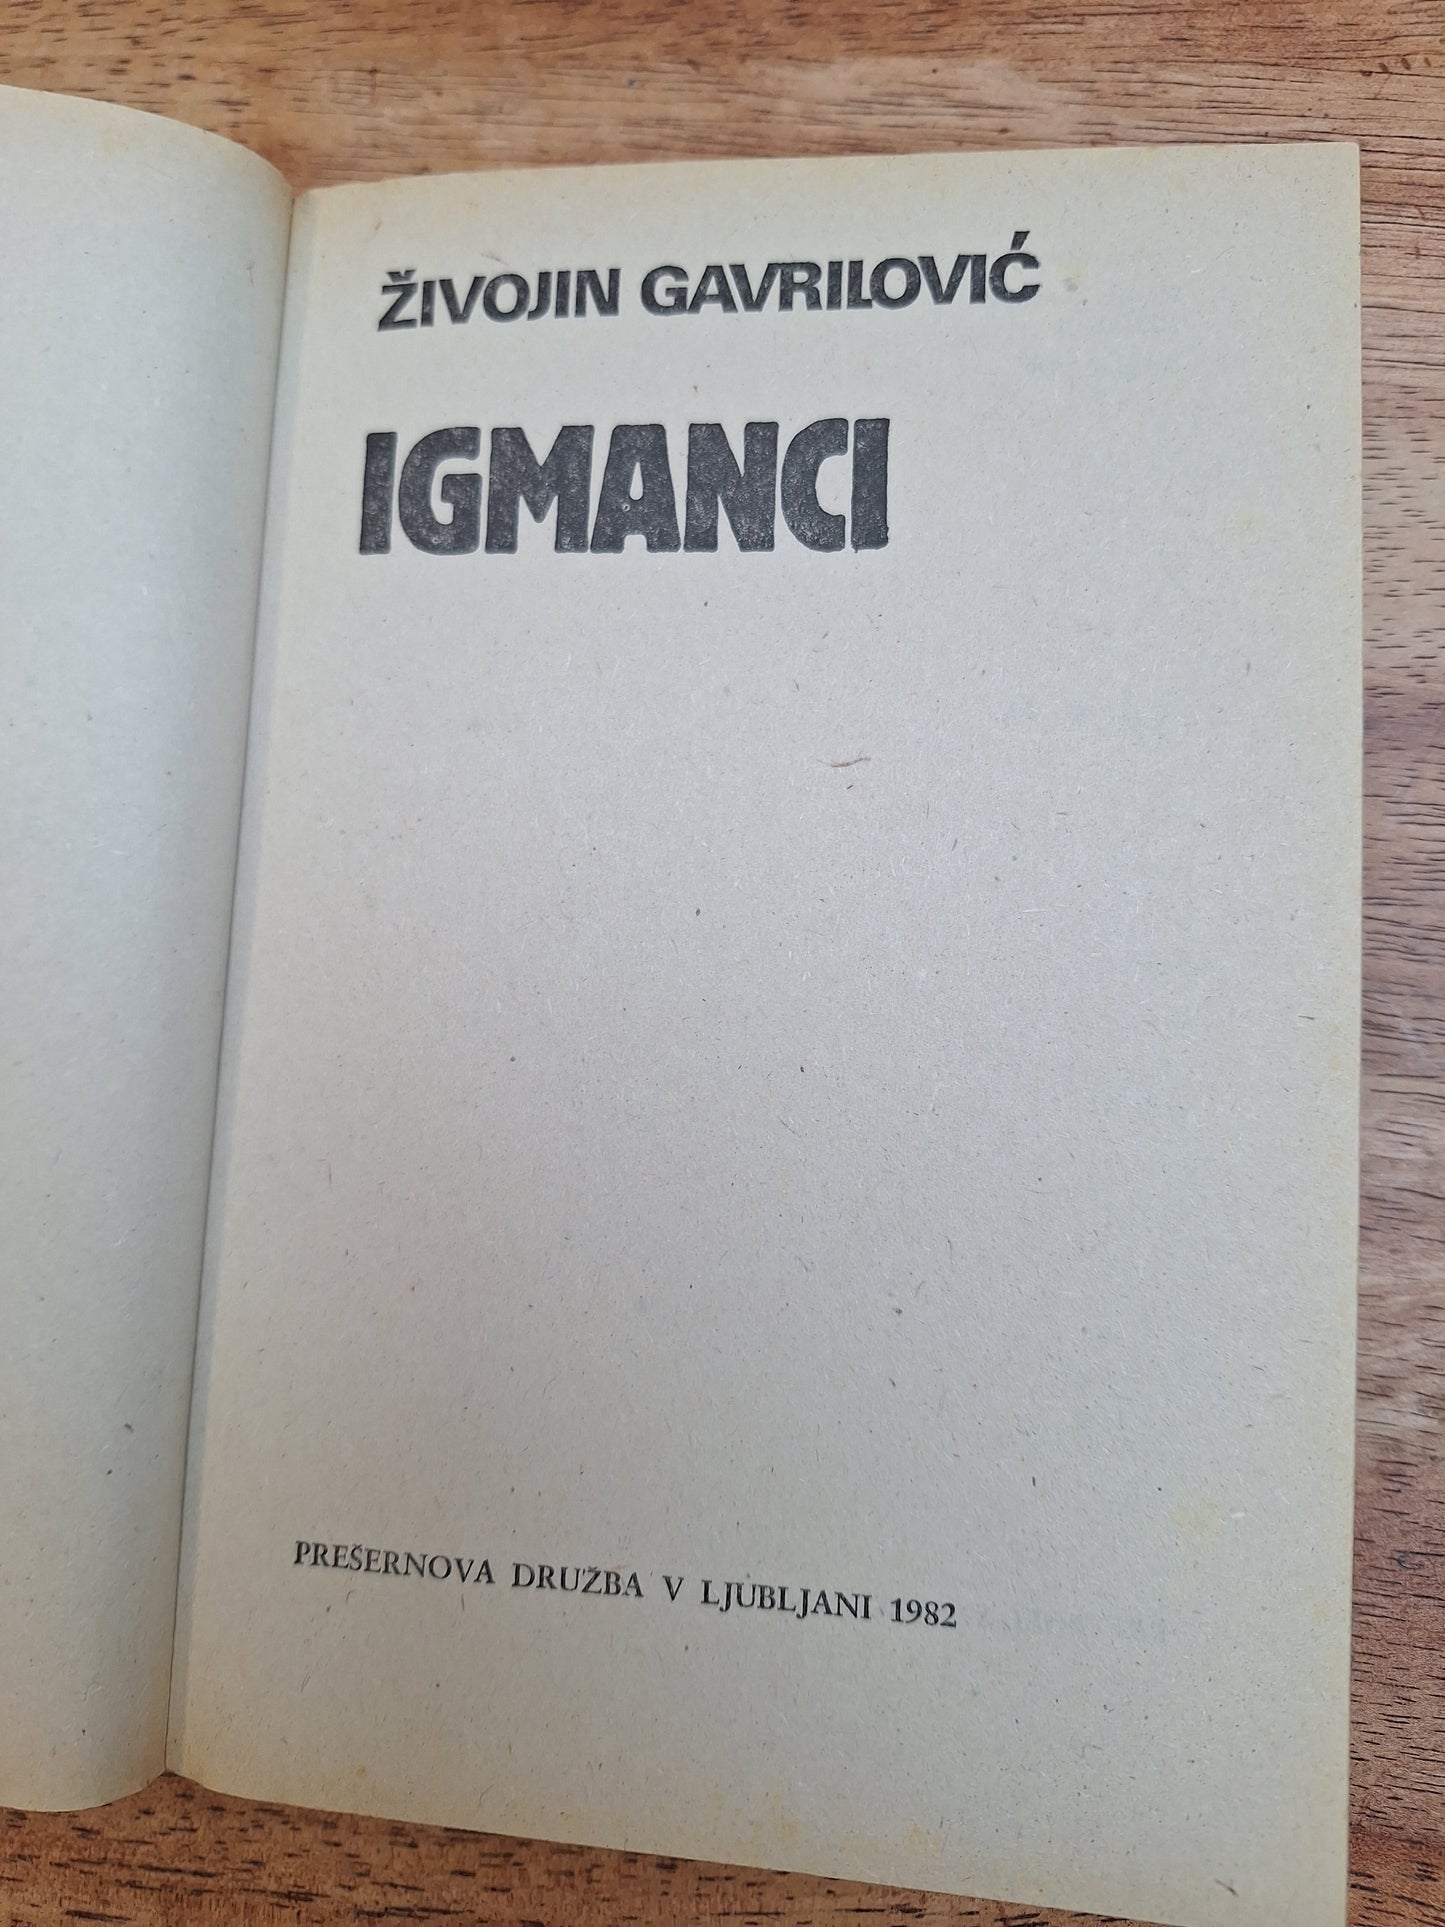 ŽIVOJIN GAVRILOVIĆ
IGMANCI
PREŠERNOVA DRUŽBA V LJUBLJANI 1982